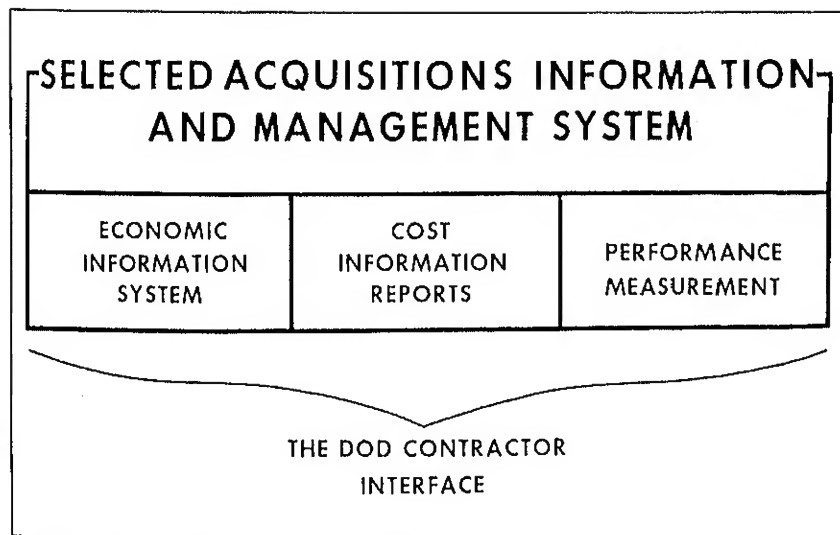 SELECTED ACQUISITIONS INFORMATION
AND MANAGEMENT SYSTEM
ECONOMIC
INFORMATION
SYSTEM
COST
INFORMATION
REPORTS
PERFORMANCE
MEASUREMENT
THE DOD CONTRACTOR
INTERFACE